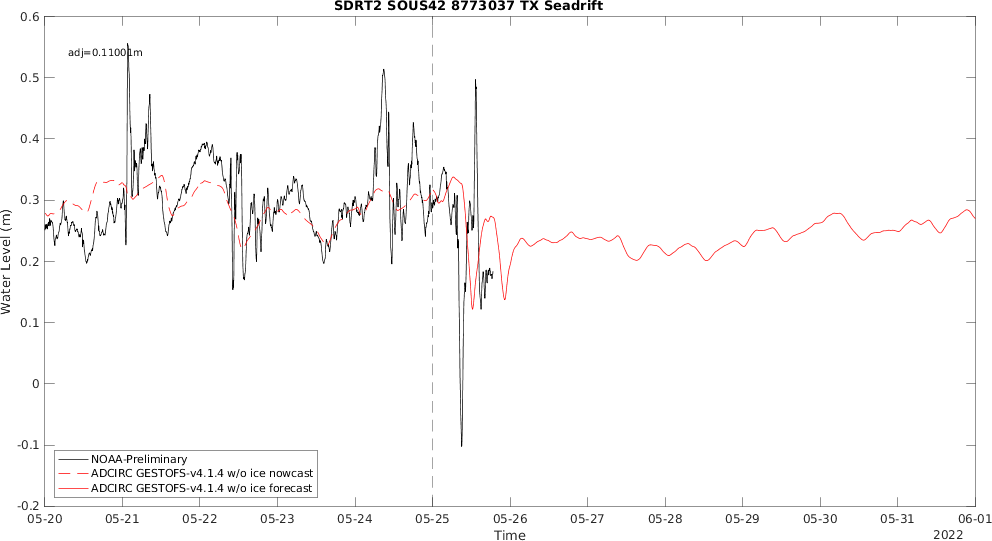 SDRT2 SOUS42 8773037 TX Seadrift
adj=0.11001m
0.6
0.5
0.4
0.3
0.2
0.1
0
-0.1
-0.2
Water Level (m)
NOAA-Preliminary
ADCIRC GESTOFS-v4.1.4 w/o ice nowcast
ADCIRC GESTOFS-v4.1.4 w/o ice forecast
05-20 05-21 05-22 05-23 05-24 05-25 05-26 05-27 05-28 05-29 05-30 05-31 06-01
Time
2022